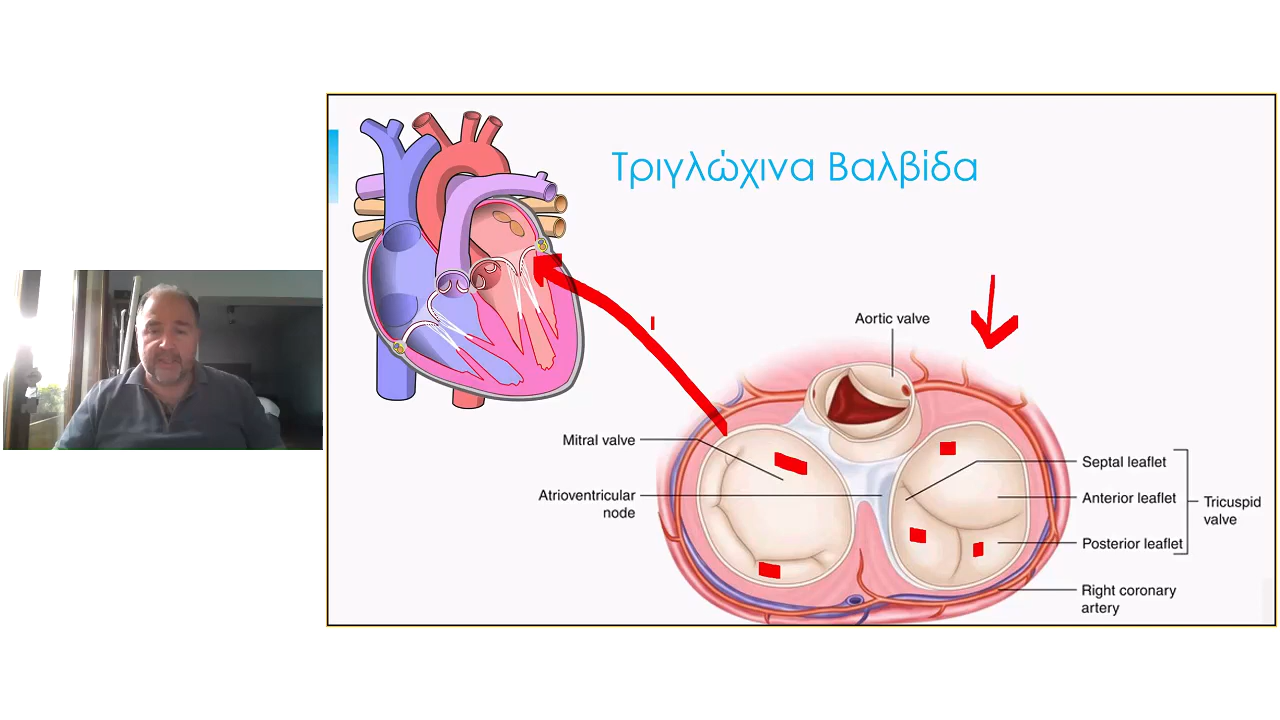 Τριγλώχινα Βαλβίδα
Aortic valve
Mitral valve
Atrioventricular
node
Septal leaflet
Anterior leaflet
Posterior leaflet
Tricuspid
valve
Right coronary
artery